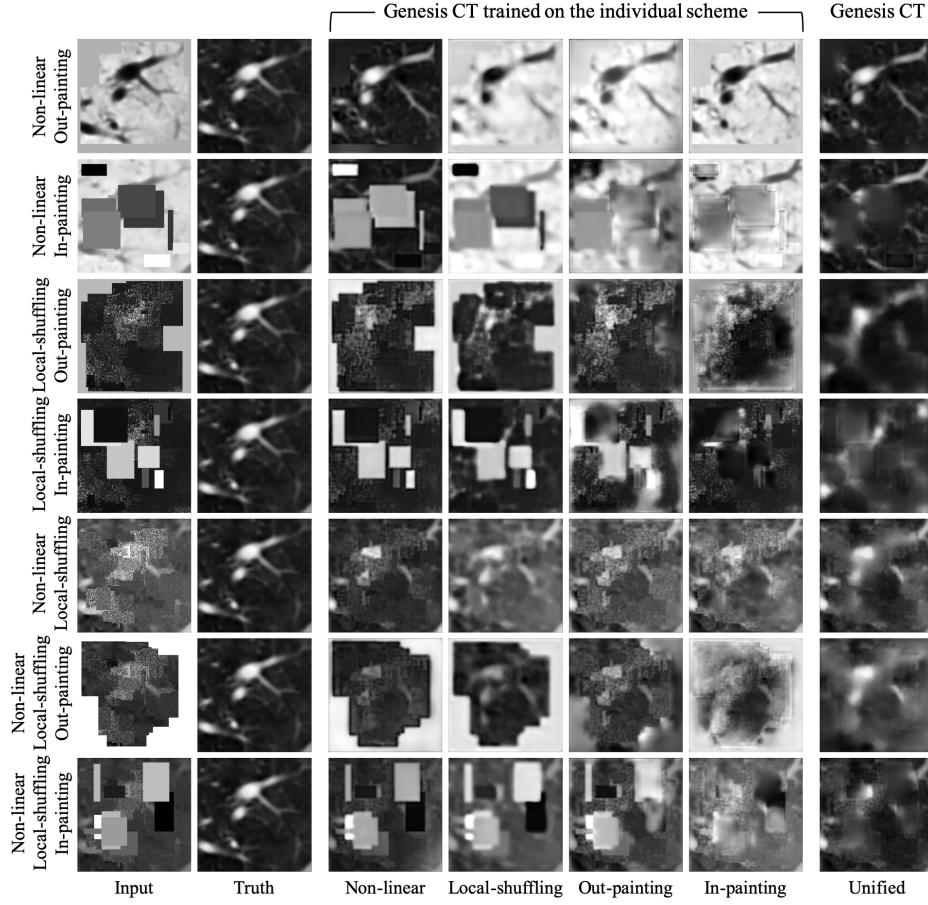 Genesis CT trained on the individual scheme
Genesis CT
Non-linear
Out-painting
Non-linear
In-painting
Local-shuffling
Out-painting
Local-shuffling
In-painting
Non-linear
Local-shuffling
Non-linear
Local-shuffling
Out-painting
Non-linear
Local-shuffling
In-painting
Input
Truth
Non-linear
Local-shuffling
Out-painting
In-painting
Unified